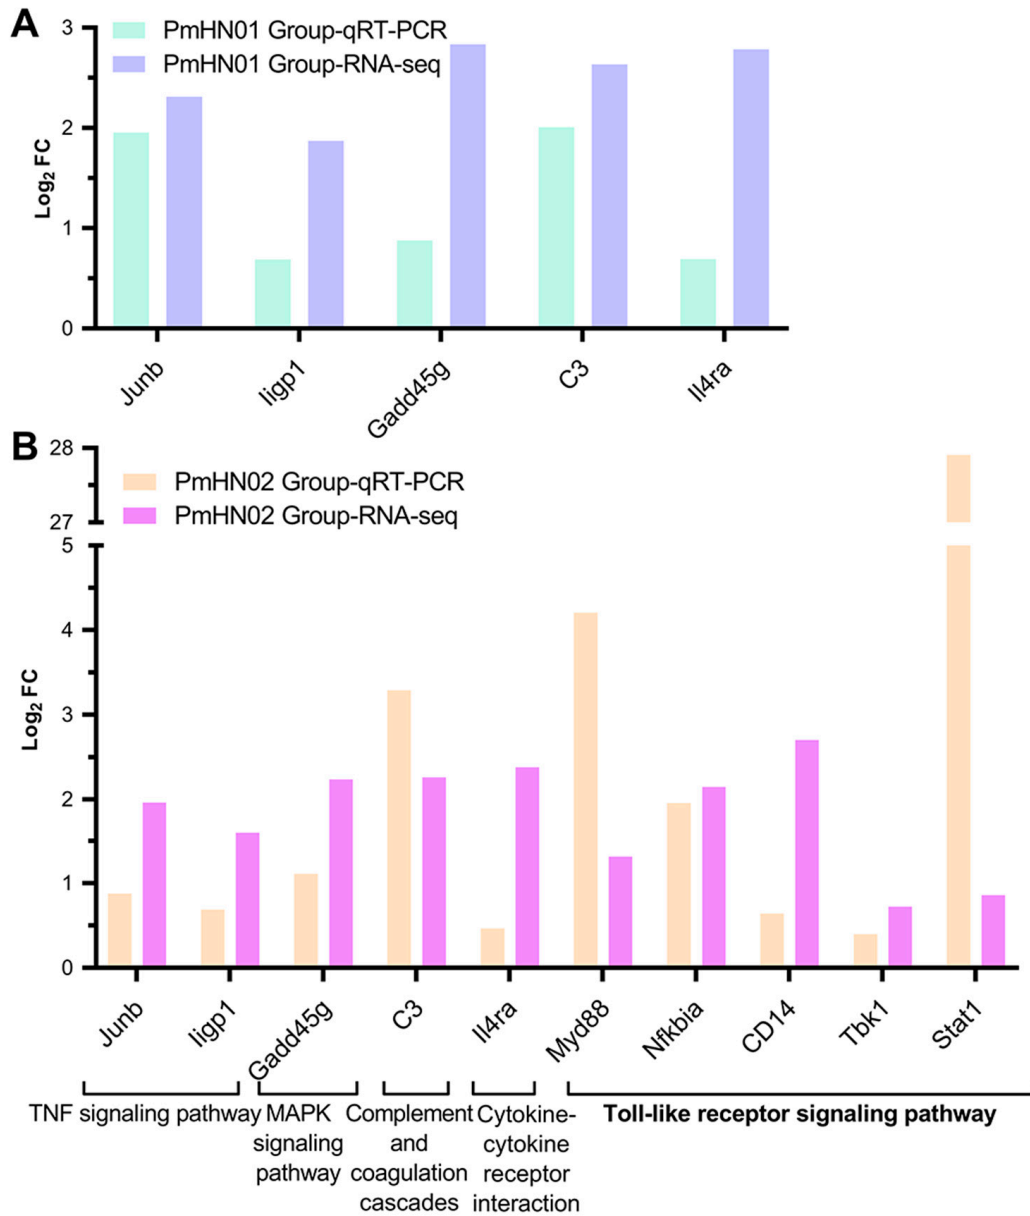 A
PmHN01 Group-qRT-PCR
PmHN01 Group-RNA-seq
Log2 FC
3
2
1
0
Junb
Iigp1
Gadd45g
C3
Il4ra
B
PmHN02 Group-qRT-PCR
PmHN02 Group-RNA-seq
Log2 FC
28
27
5
4
3
2
1
0
Junb
Iigp1
Gadd45g
C3
Il4ra
Myd88
Nfkbia
CD14
Tbk1
Stat1
TNF signaling pathway
MAPK
signaling
pathway
Complement
and
coagulation
cascades
Cytokine-
cytokine
receptor
interaction
Toll-like receptor signaling pathway